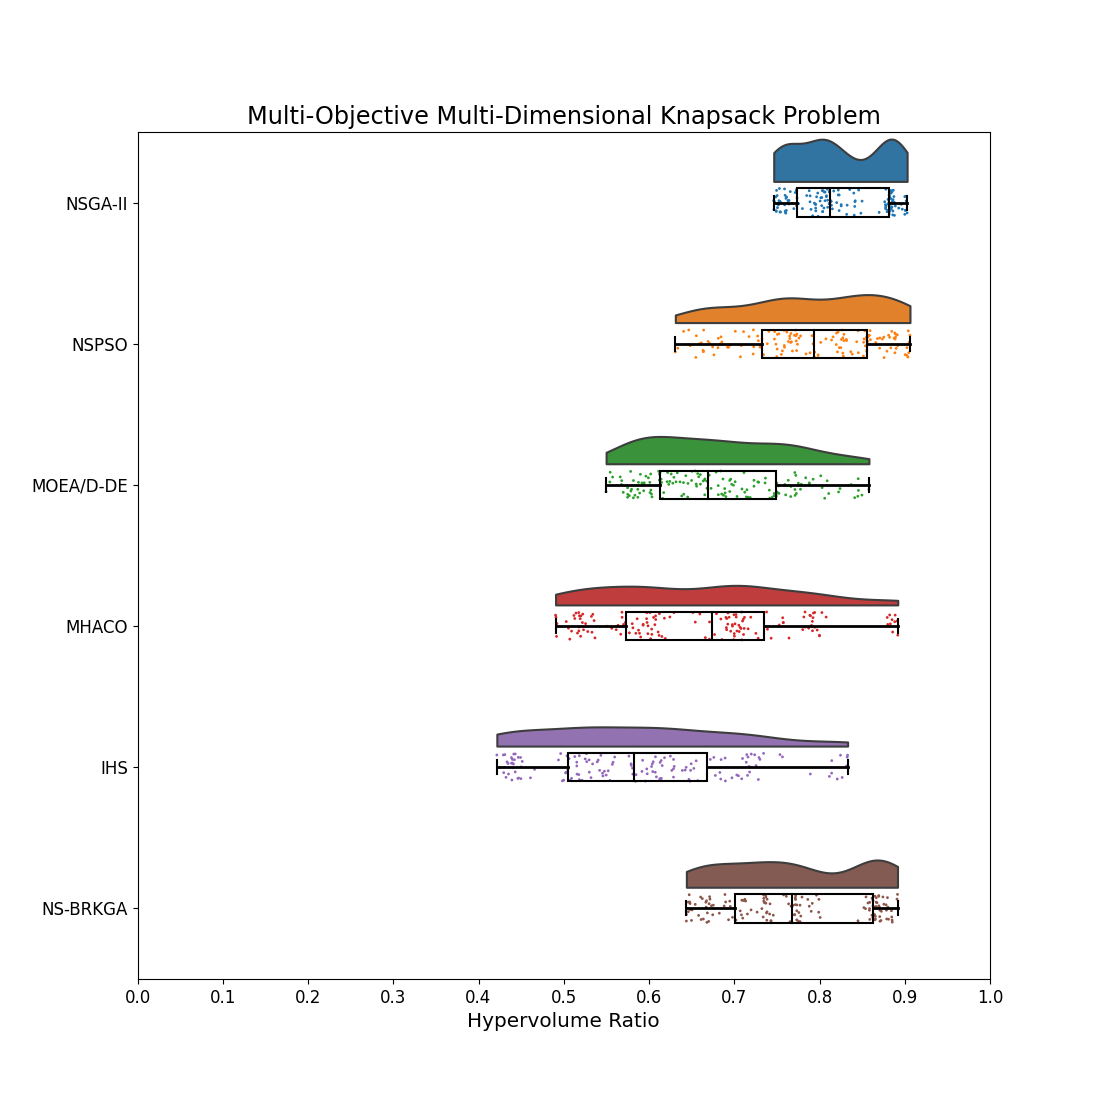 Multi-Objective Multi-Dimensional Knapsack Problem
NSGA-II
NSPSO
MOEA/D-DE
MHACO
IHS
NS-BRKGA
0.0 0.1 0.2 0.3 0.4 0.5 0.6 0.7 0.8 0.9 1.0
Hypervolume Ratio